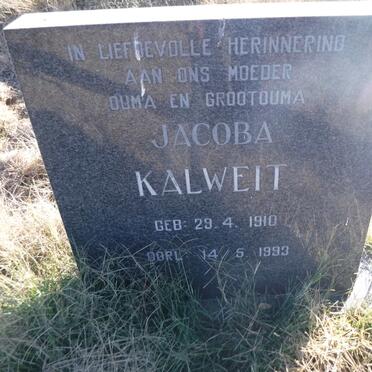 IN LIEFDEVOLLE HERINNERING
AAN ONS MOEDER
OUMA EN GROOTOUMA
JACOBA
KALWEIT
GEB: 29. 4. 1910
OORL: 14. 5. 1993